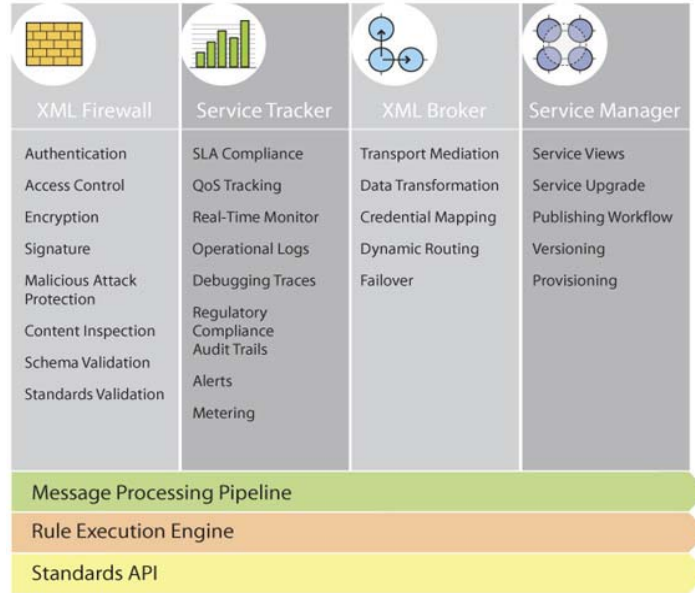 XML Firewall
Authentication
Access Control
Encryption
Signature
Malicious Attack
Protection
Content Inspection
Schema Validation
Standards Validation
Service Tracker
SLA Compliance
QoS Tracking
Real-Time Monitor
Operational Logs
Debugging Traces
Regulatory
Compliance
Audit Trails
Alerts
Metering
XML Broker
Transport Mediation
Data Transformation
Credential Mapping
Dynamic Routing
Failover
Service Manager
Service Views
Service Upgrade
Publishing Workflow
Versioning
Provisioning
Message Processing Pipeline
Rule Execution Engine
Standards API